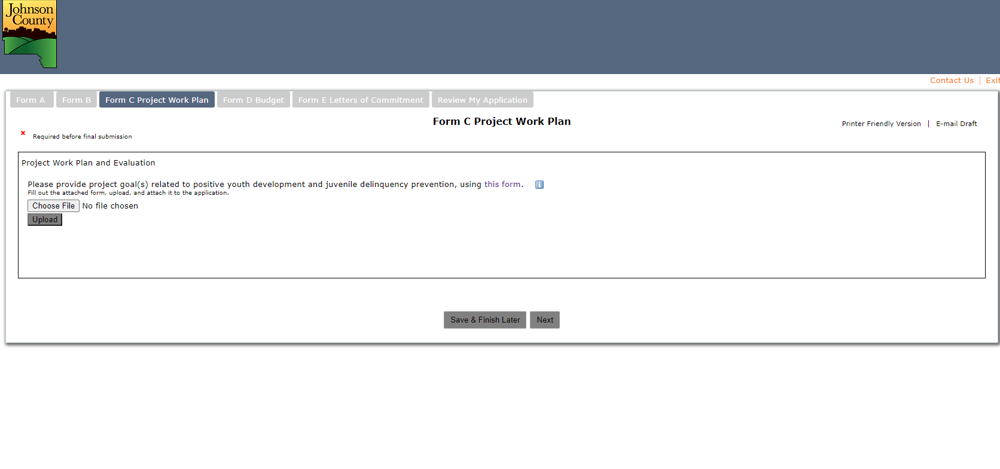 Johnson
County
Contact Us | Exit
Form A Form B Form C Project Work Plan Form D Budget Form E Letters of Commitment Review My Application
Form C Project Work Plan
Printer Friendly Version | E-mail Draft
* Required before final submission
Project Work Plan and Evaluation
Please provide project goal(s) related to positive youth development and juvenile delinquency prevention, using this form. i
Fill out the attached form, upload, and attach it to the application.
Choose File No file chosen
Upload
Save & Finish Later Next